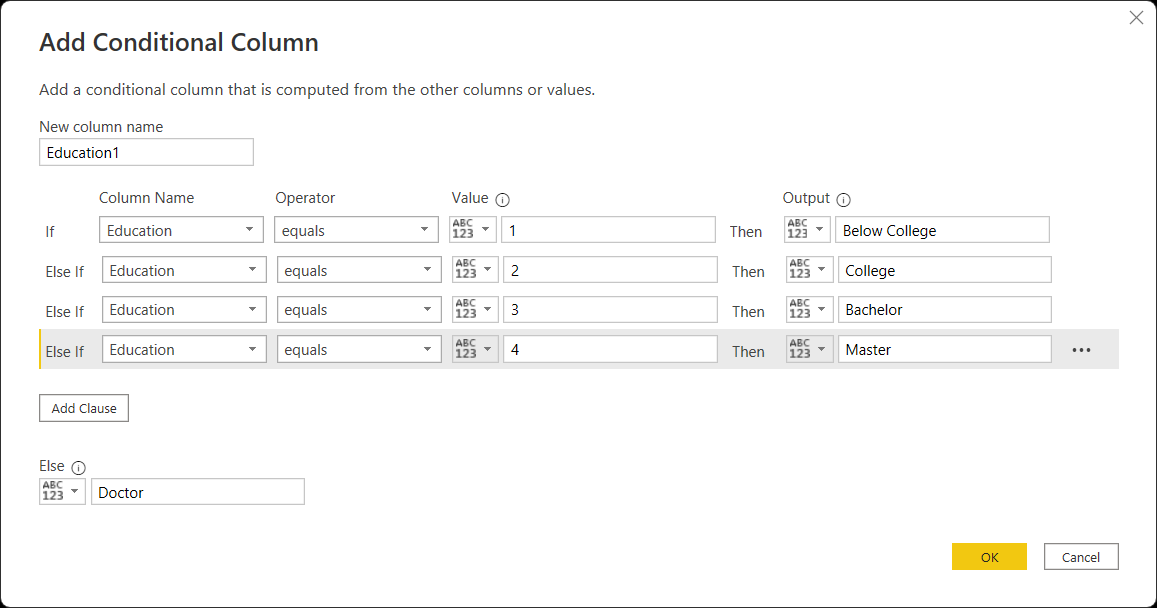 Add Conditional Column
Add a conditional column that is computed from the other columns or values.
New column name
Education1
Column Name Operator Value Output
If Education equals ABC 123 1 Then ABC 123 Below College
Else If Education equals ABC 123 2 Then ABC 123 College
Else If Education equals ABC 123 3 Then ABC 123 Bachelor
Else If Education equals ABC 123 4 Then ABC 123 Master ...
Add Clause
Else
ABC 123 Doctor
OK Cancel